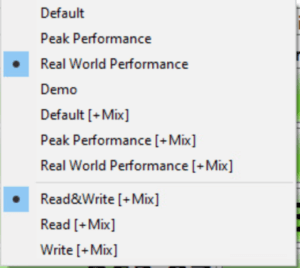 Default
Peak Performance
Real World Performance
Demo
Default [+Mix]
Peak Performance [+Mix]
Real World Performance [+Mix]
Read&Write [+Mix]
Read [+Mix]
Write [+Mix]